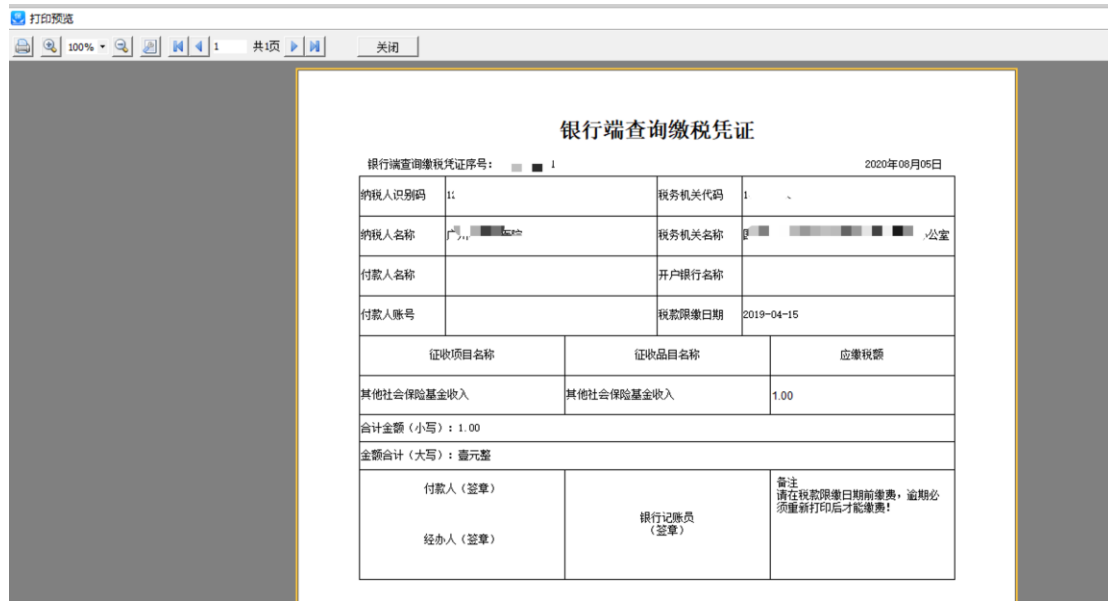 打印预览
100%
1
共1页
关闭
银行端查询缴税凭证
银行端查询缴税凭证序号: 1
2020年08月05日
纳税人识别码
税务机关代码 1
纳税人名称 广 医院
税务机关名称 公室
付款人名称
开户银行名称
付款人账号
税款限缴日期 2019-04-15
征收项目名称 征收品目名称 应缴税额
其他社会保险基金收入 其他社会保险基金收入 1.00
合计金额(小写):1.00
金额合计(大写):壹元整
付款人(签章)
经办人(签章)
银行记账员
(签章)
备注
请在税款限缴日期前缴费,逾期必
须重新打印后才能缴费!